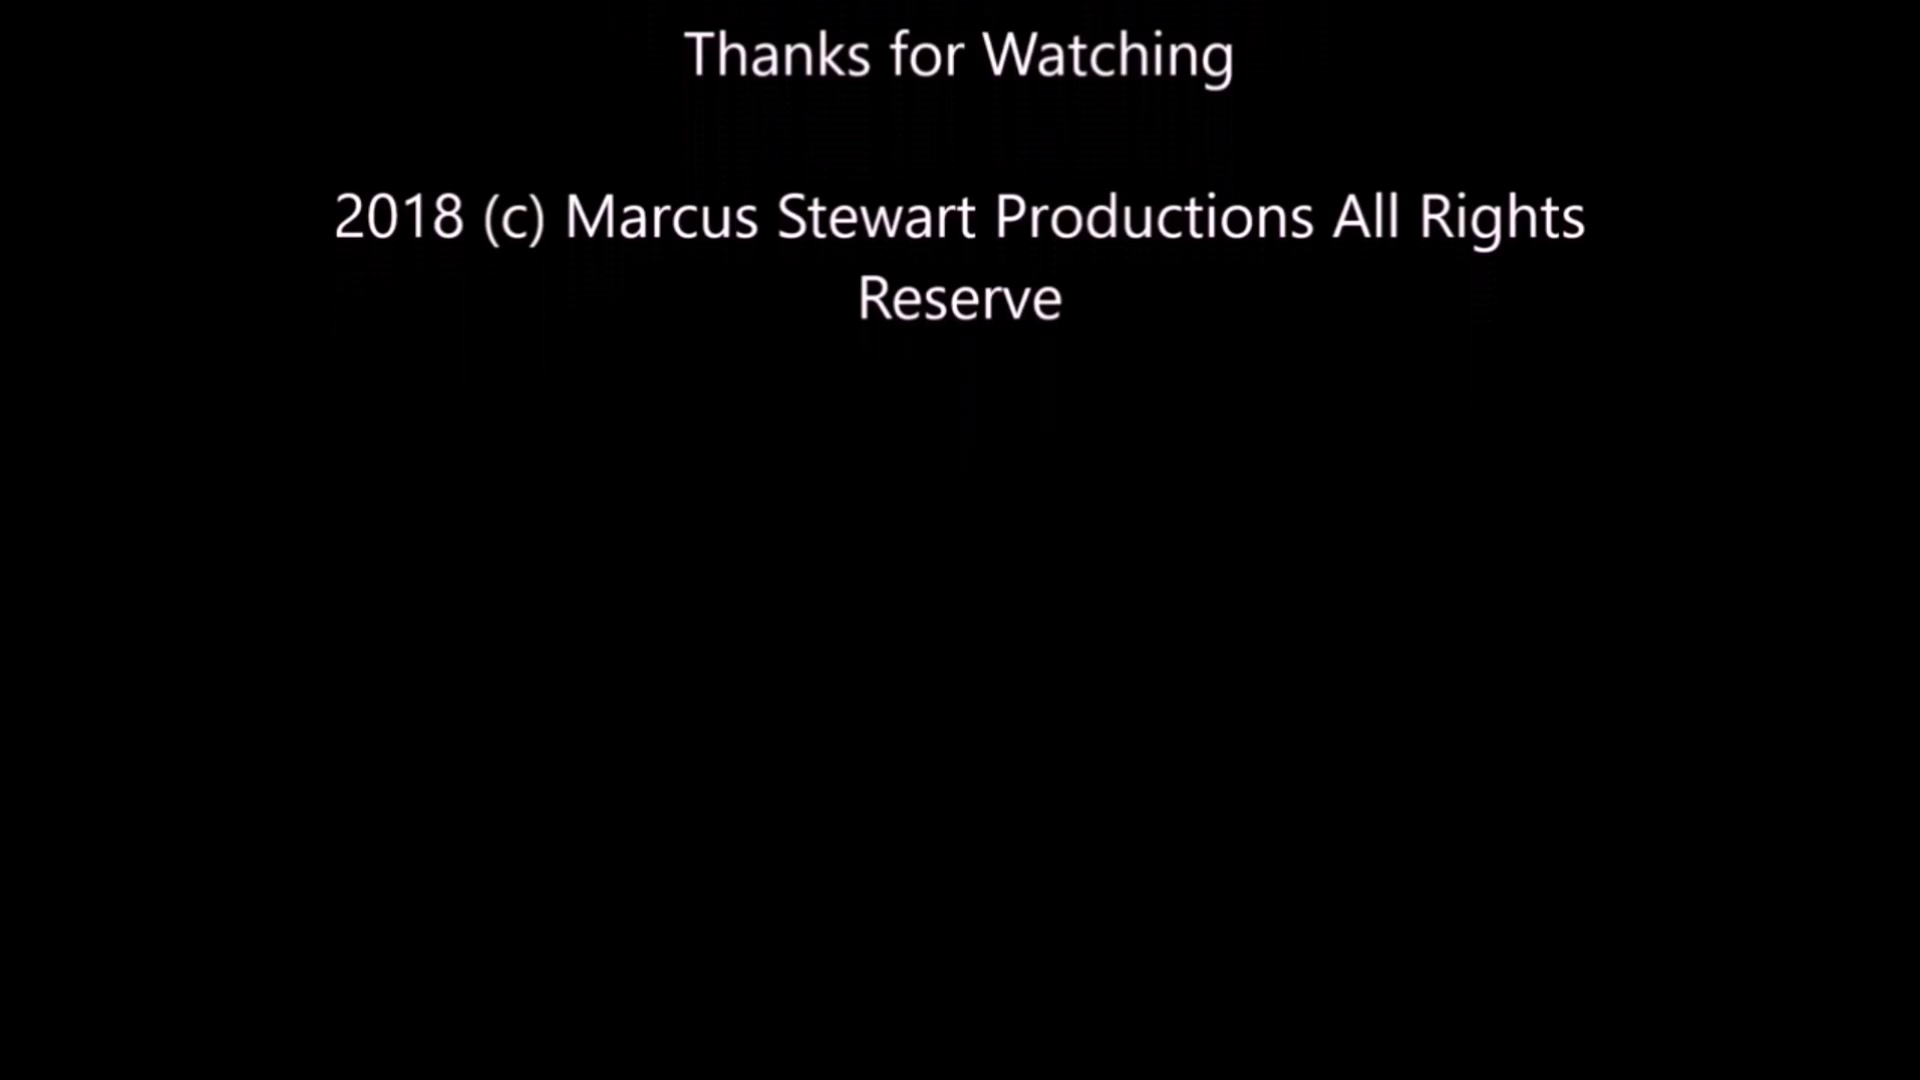 Thanks for Watching
2018 (c) Marcus Stewart Productions All Rights
Reserve